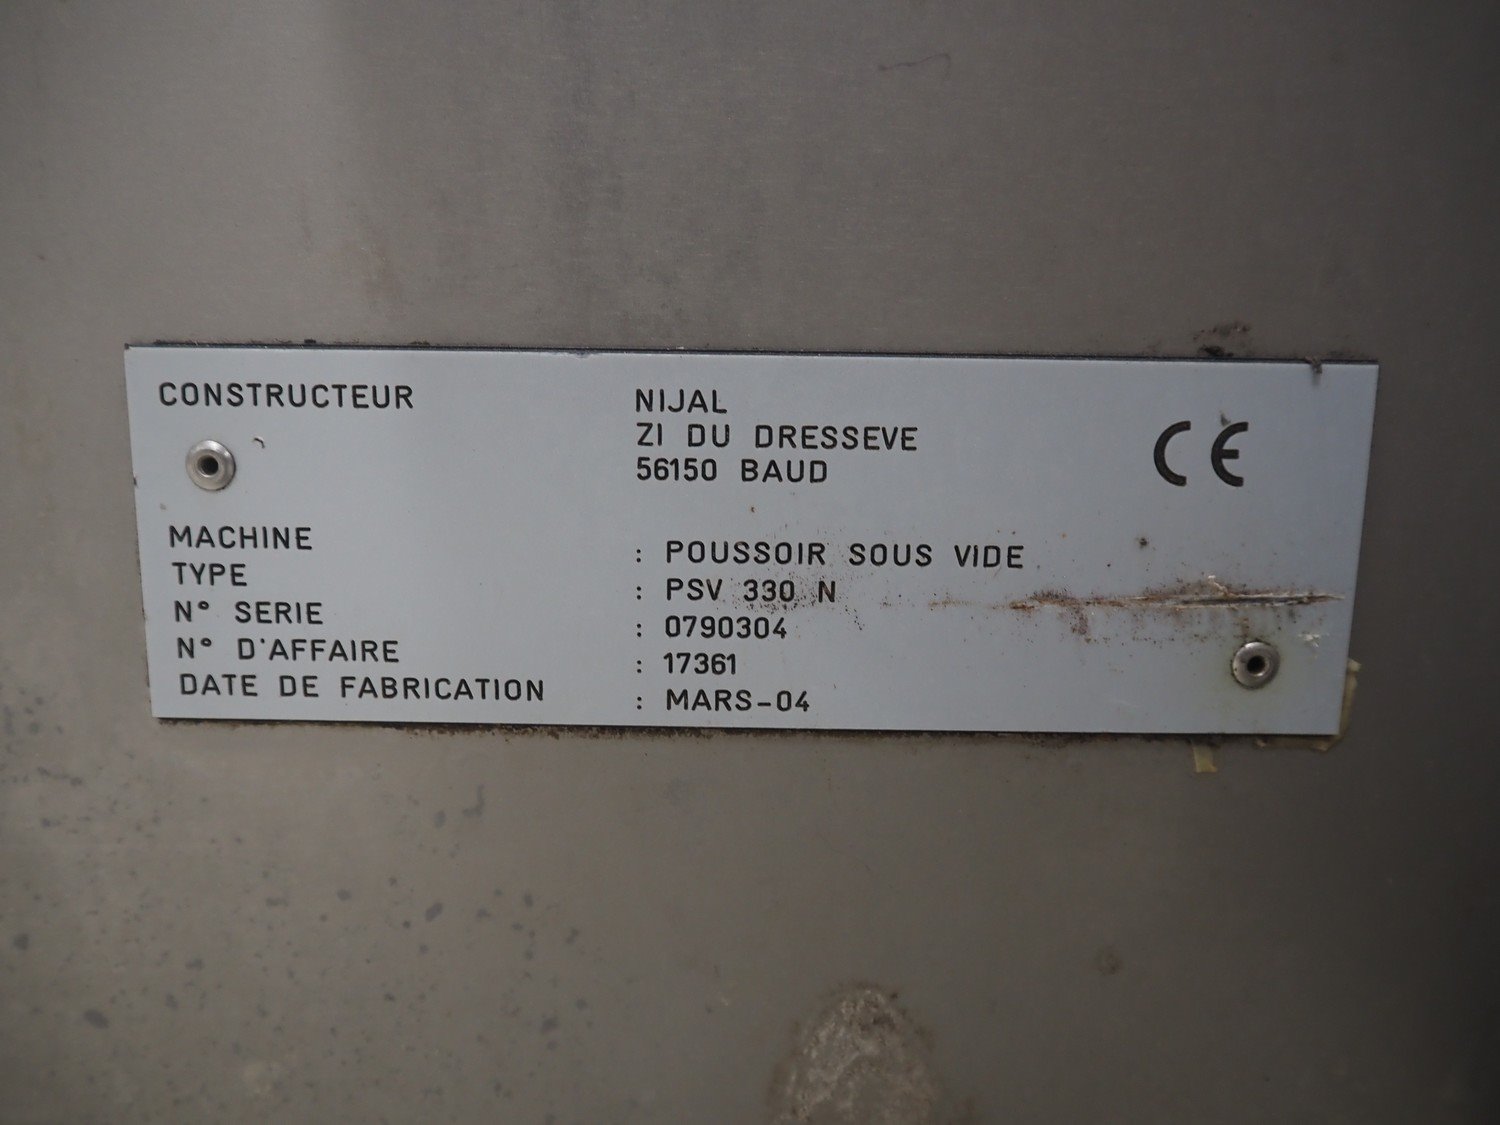 CONSTRUCTEUR NIJAL
ZI DU DRESSEVE
56150 BAUD
CE
MACHINE : POUSSOIR SOUS VIDE
TYPE : PSV 330 N
N° SERIE : 0790304
N° D'AFFAIRE : 17361
DATE DE FABRICATION : MARS-04